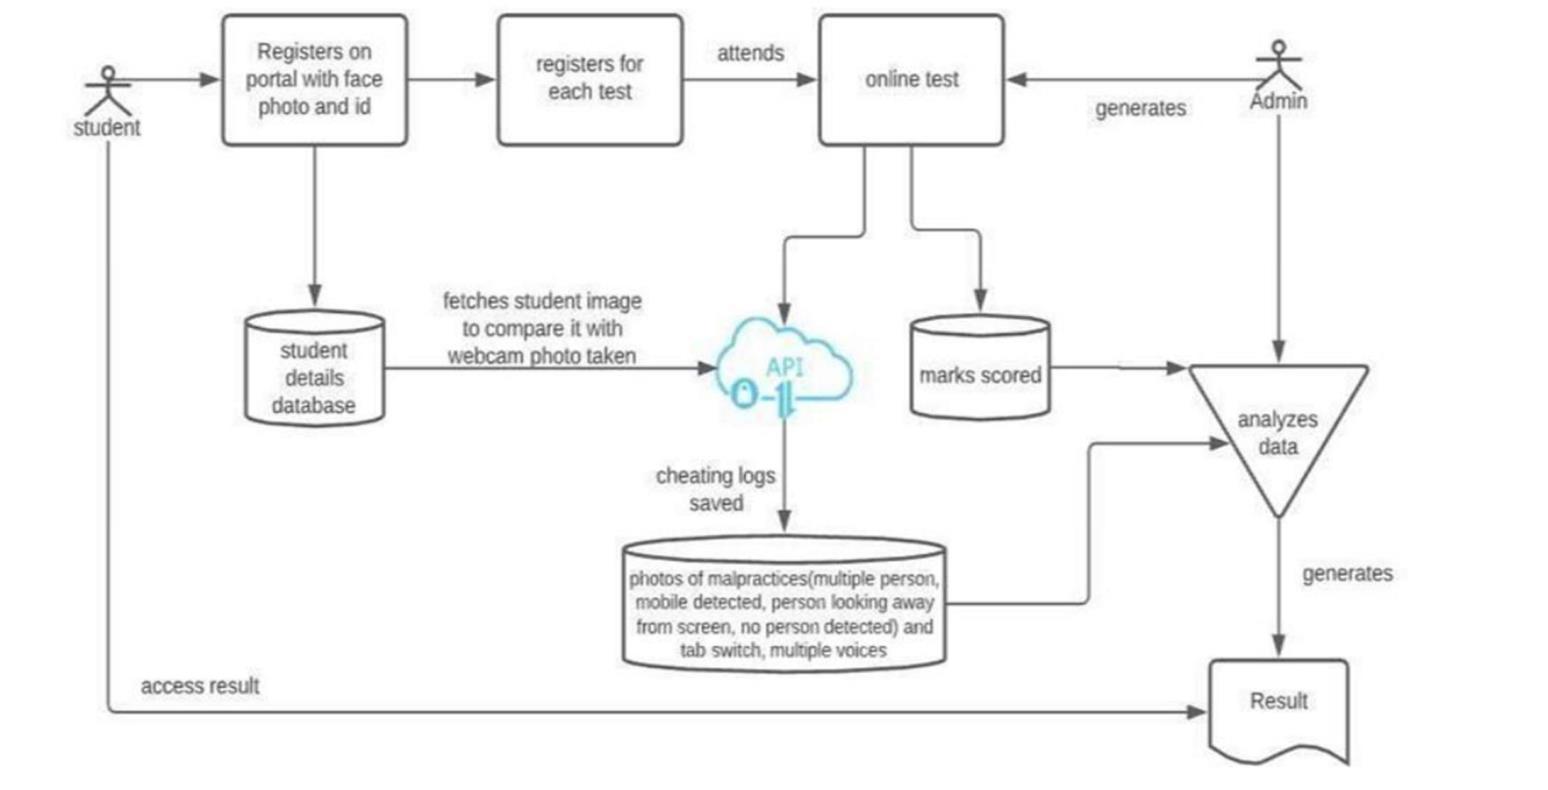 Registers on
portal with face
photo and id
registers for
each test
attends
online test
generates
Admin
student
fetches student image
to compare it with
webcam photo taken
student
details
database
API
marks scored
analyzes
data
cheating logs
saved
photos of malpractices(multiple person,
mobile detected, person looking away
from screen, no person detected) and
tab switch, multiple voices
generates
access result
Result